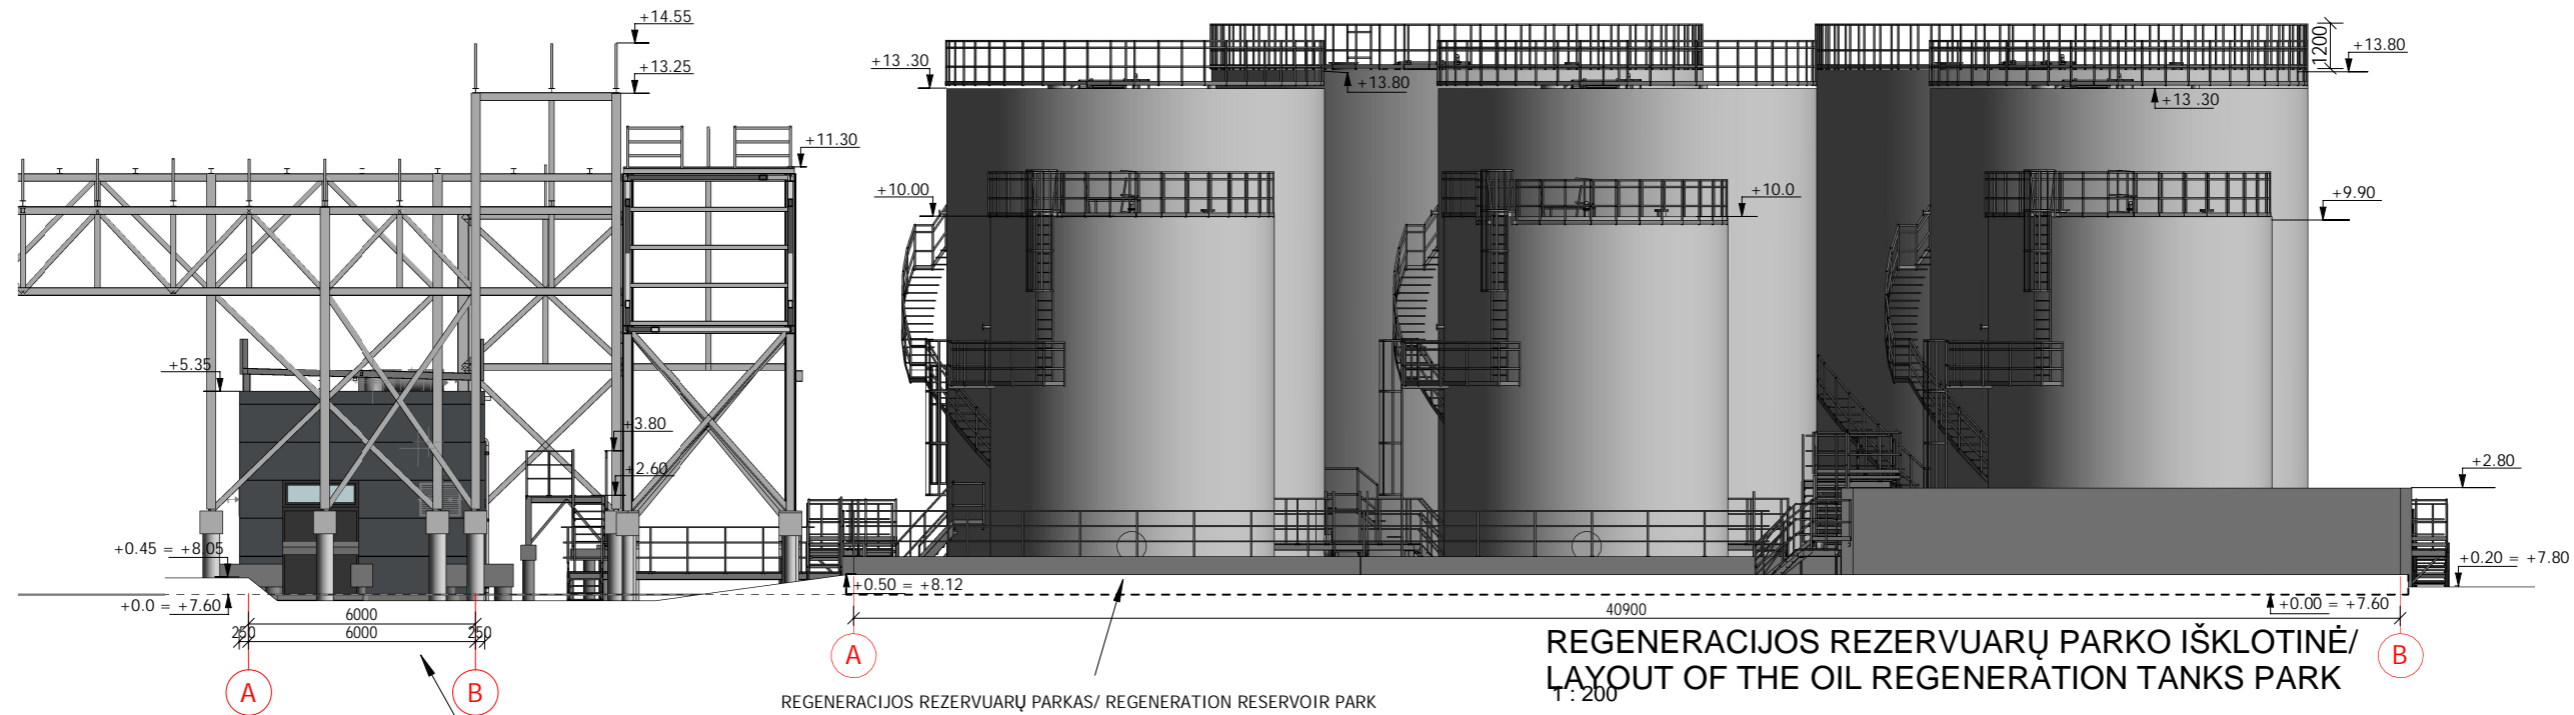 +14.55
+13.25
+11.30
+5.35
+3.80
+2.60
+0.45 = +8.05
+0.0 = +7.60
6000
250
6000
250
A
B
+13 .30
+13.80
1200
+13.80
+13 .30
+10.00
+10.0
+9.90
+2.80
+0.20 = +7.80
+0.50 = +8.12
+0.00 = +7.60
40900
A
B
REGENERACIJOS REZERVUARŲ PARKO IŠKLOTINĖ/
LAYOUT OF THE OIL REGENERATION TANKS PARK
1 : 200
REGENERACIJOS REZERVUARŲ PARKAS/ REGENERATION RESERVOIR PARK